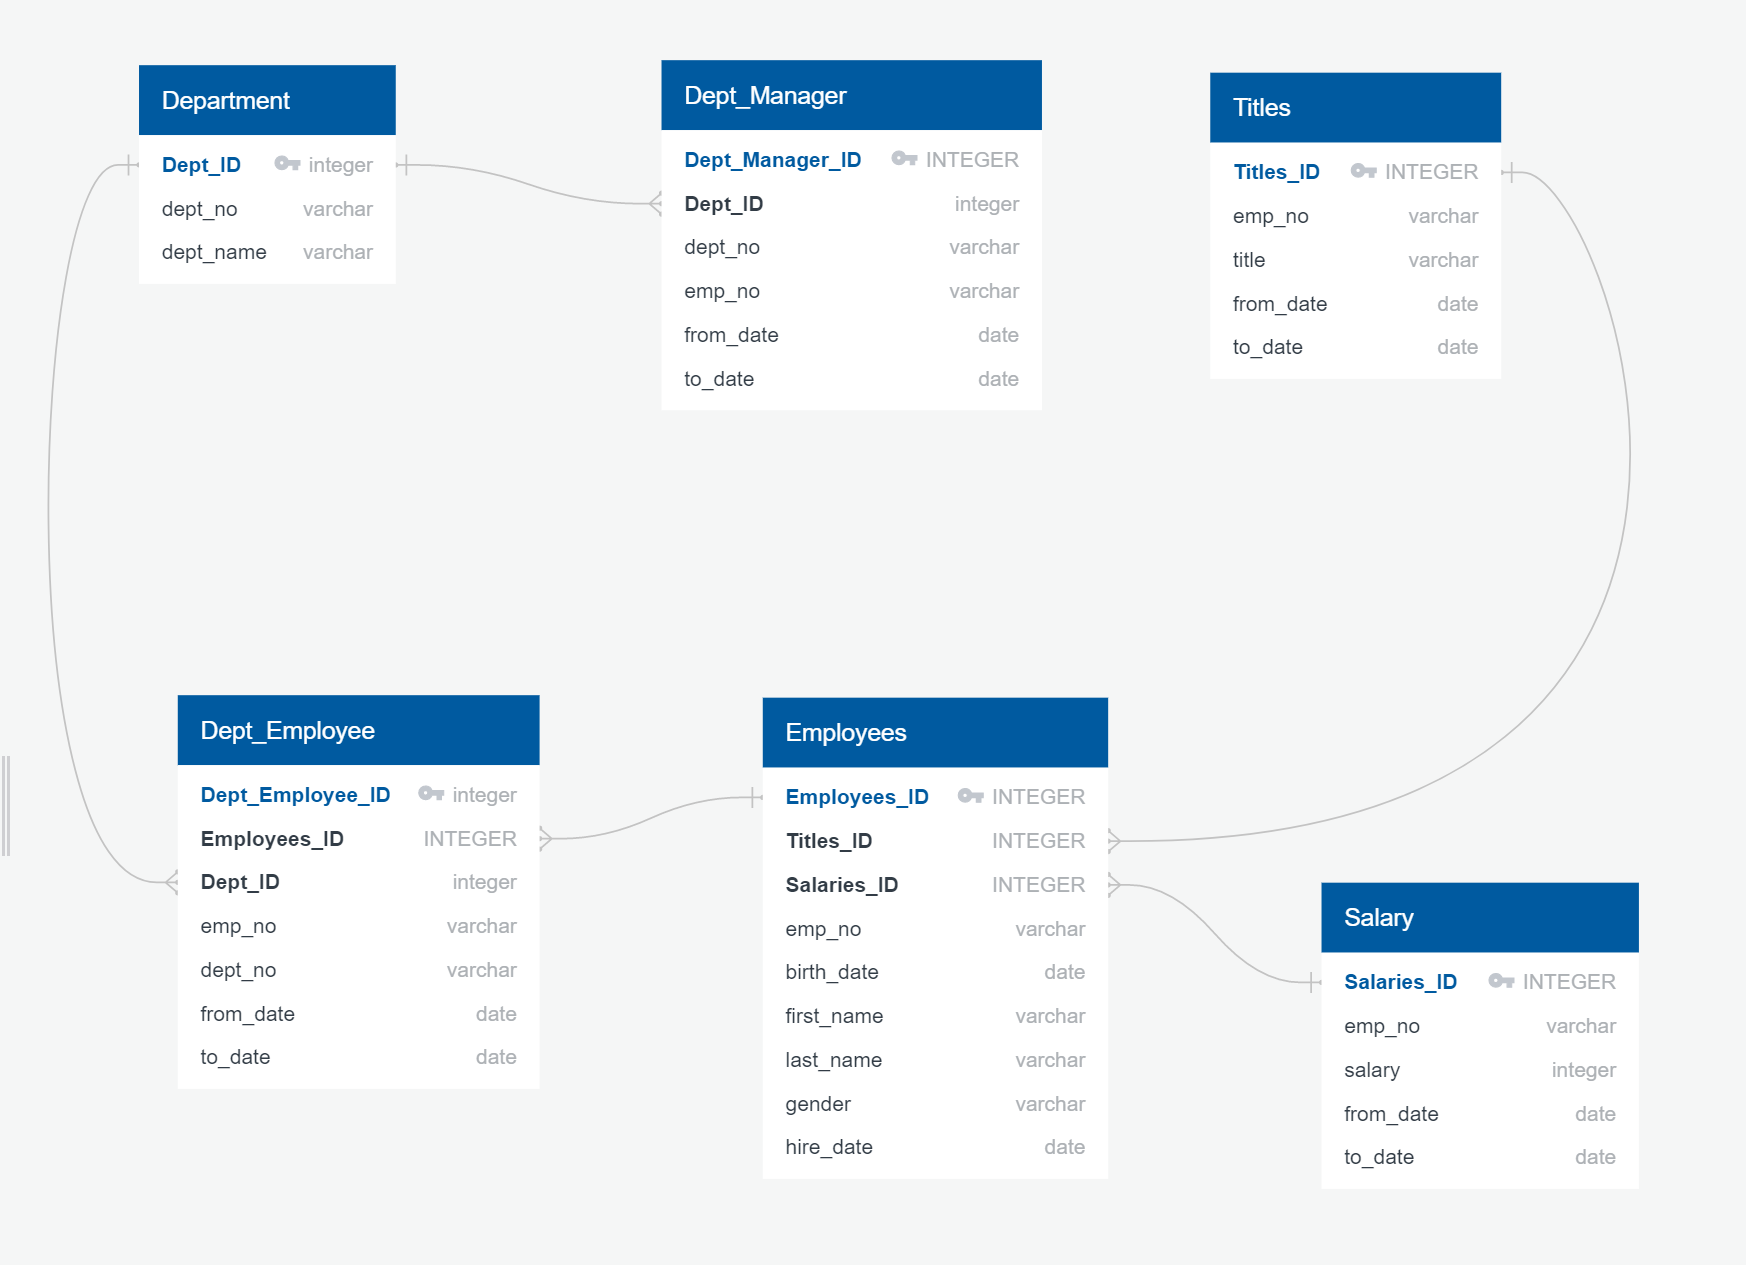 Department
Dept_ID integer
dept_no varchar
dept_name varchar
Dept_Manager
Dept_Manager_ID INTEGER
Dept_ID integer
dept_no varchar
emp_no varchar
from_date date
to_date date
Titles
Titles_ID INTEGER
emp_no varchar
title varchar
from_date date
to_date date
Dept_Employee
Dept_Employee_ID integer
Employees_ID INTEGER
Dept_ID integer
emp_no varchar
dept_no varchar
from_date date
to_date date
Employees
Employees_ID INTEGER
Titles_ID INTEGER
Salaries_ID INTEGER
emp_no varchar
birth_date date
first_name varchar
last_name varchar
gender varchar
hire_date date
Salary
Salaries_ID INTEGER
emp_no varchar
salary integer
from_date date
to_date date